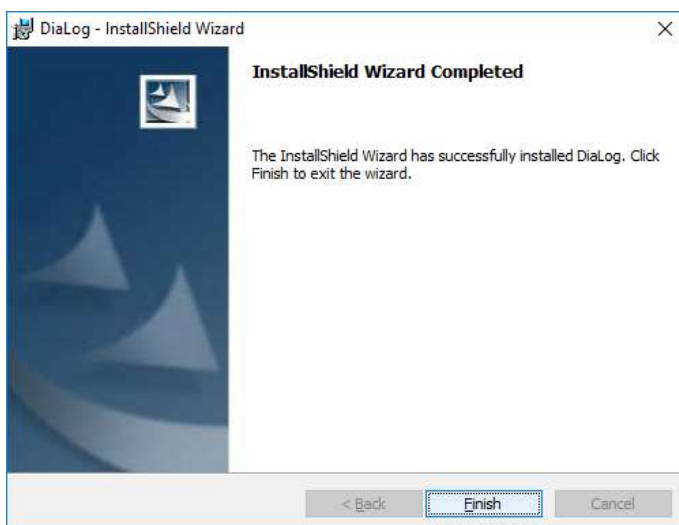 DiaLog - InstallShield Wizard
InstallShield Wizard Completed
The InstallShield Wizard has successfully installed DiaLog. Click
Finish to exit the wizard.
< Back
Finish
Cancel